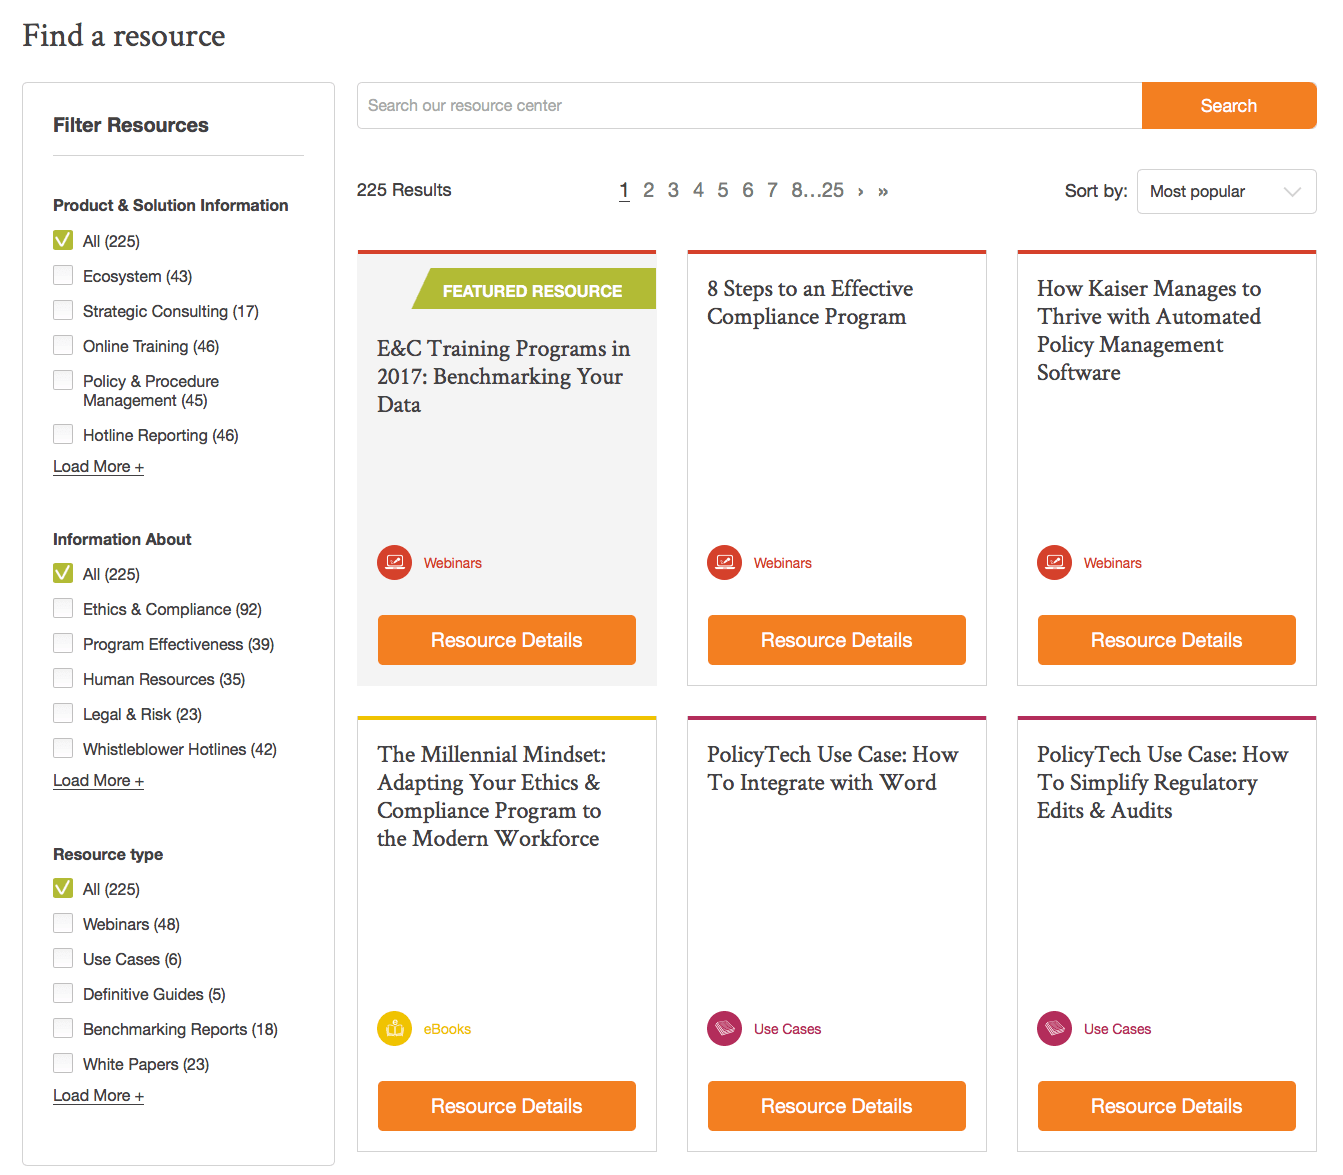 Find a resource
Filter Resources
Product & Solution Information
All (225)
Ecosystem (43)
Strategic Consulting (17)
Online Training (46)
Policy & Procedure
Management (45)
Hotline Reporting (46)
Load More +
Information About
All (225)
Ethics & Compliance (92)
Program Effectiveness (39)
Human Resources (35)
Legal & Risk (23)
Whistleblower Hotlines (42)
Load More +
Resource type
All (225)
Webinars (48)
Use Cases (6)
Definitive Guides (5)
Benchmarking Reports (18)
White Papers (23)
Load More +
Search our resource center
Search
225 Results
1 2 3 4 5 6 7 8...25 › »
Sort by:
Most popular
FEATURED RESOURCE
E&C Training Programs in
2017: Benchmarking Your
Data
Webinars
Resource Details
8 Steps to an Effective
Compliance Program
Webinars
Resource Details
How Kaiser Manages to
Thrive with Automated
Policy Management
Software
Webinars
Resource Details
The Millennial Mindset:
Adapting Your Ethics &
Compliance Program to
the Modern Workforce
eBooks
Resource Details
PolicyTech Use Case: How
To Integrate with Word
Use Cases
Resource Details
PolicyTech Use Case: How
To Simplify Regulatory
Edits & Audits
Use Cases
Resource Details